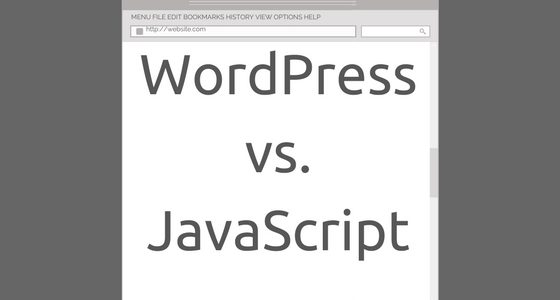 MENU FILE EDIT BOOKMARKS HISTORY VIEW OPTIONS HELP
http://website.com
WordPress
vs.
JavaScript